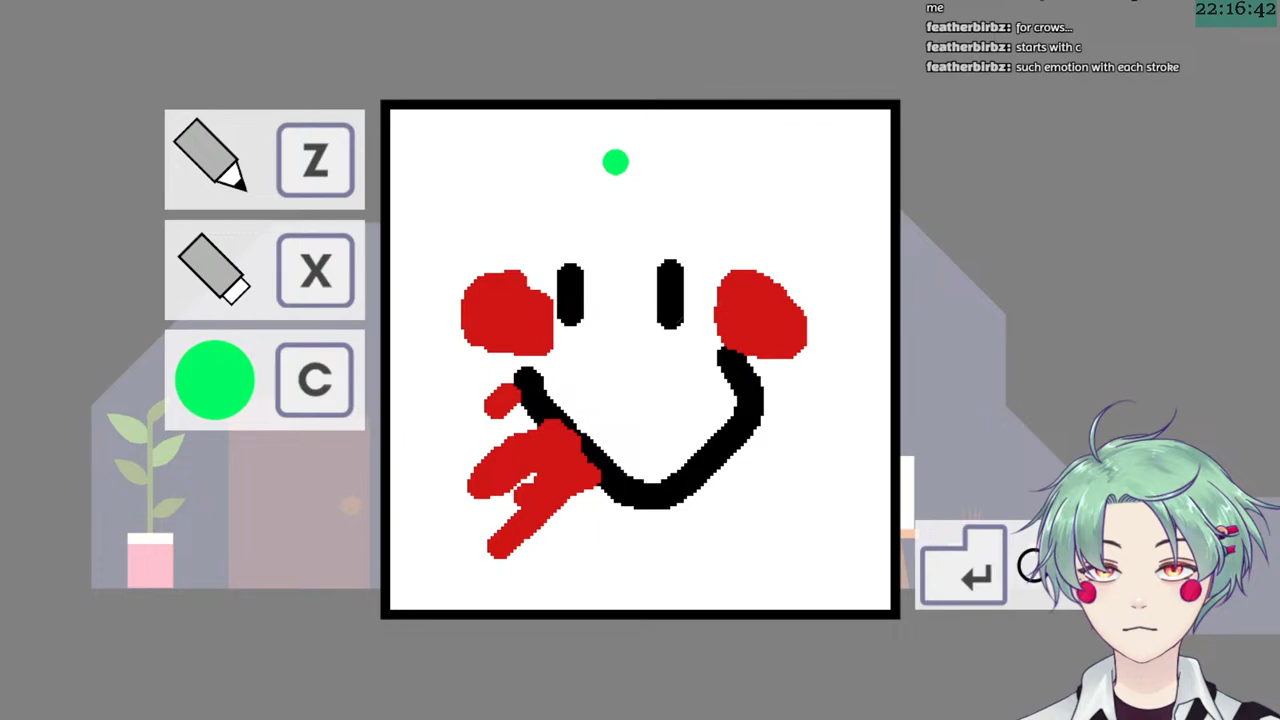 me
22:16:42
featherbirbz: for crows...
featherbirbz: starts with c
featherbirbz: such emotion with each stroke
Z
X
C